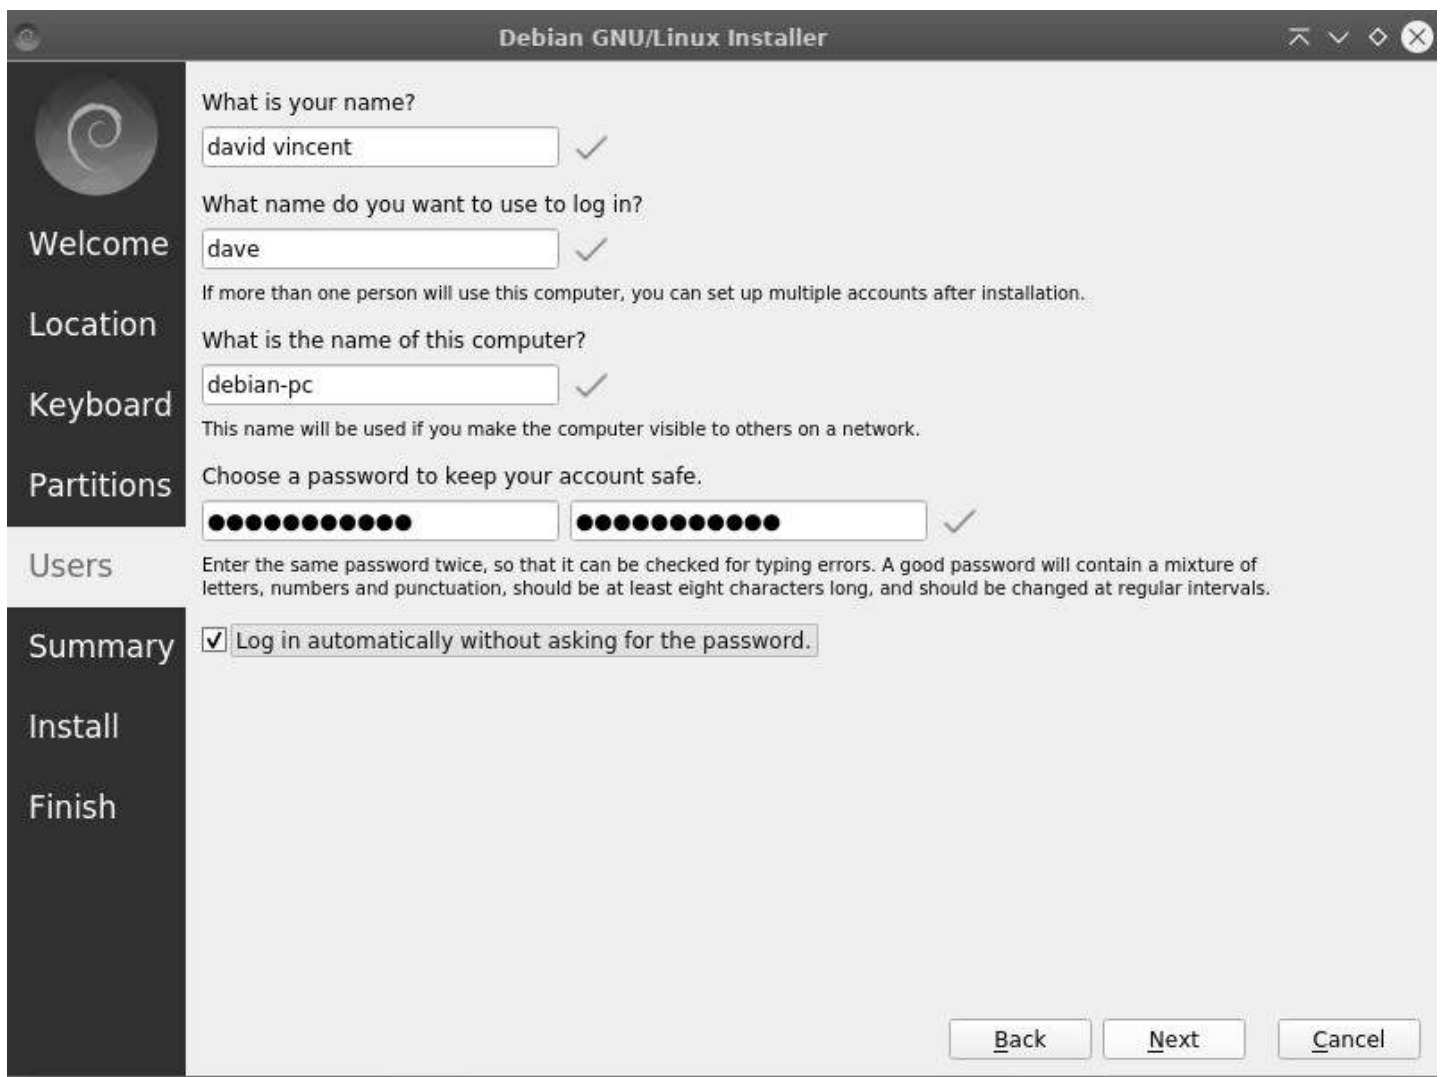 Debian GNU/Linux Installer
What is your name?
david vincent
What name do you want to use to log in?
Welcome
dave
If more than one person will use this computer, you can set up multiple accounts after installation.
Location
What is the name of this computer?
debian-pc
Keyboard
This name will be used if you make the computer visible to others on a network.
Partitions
Choose a password to keep your account safe.
●●●●●●●●●●● ●●●●●●●●●●●
Users
Enter the same password twice, so that it can be checked for typing errors. A good password will contain a mixture of
letters, numbers and punctuation, should be at least eight characters long, and should be changed at regular intervals.
Summary
Log in automatically without asking for the password.
Install
Finish
Back Next Cancel